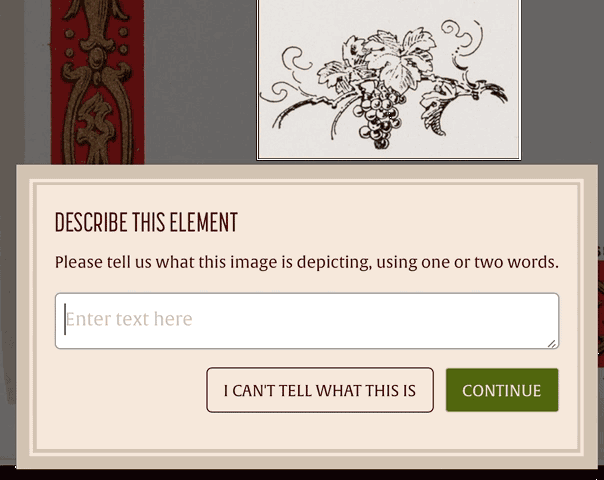 DESCRIBE THIS ELEMENT
Please tell us what this image is depicting, using one or two words.
Enter text here
I CAN'T TELL WHAT THIS IS
CONTINUE